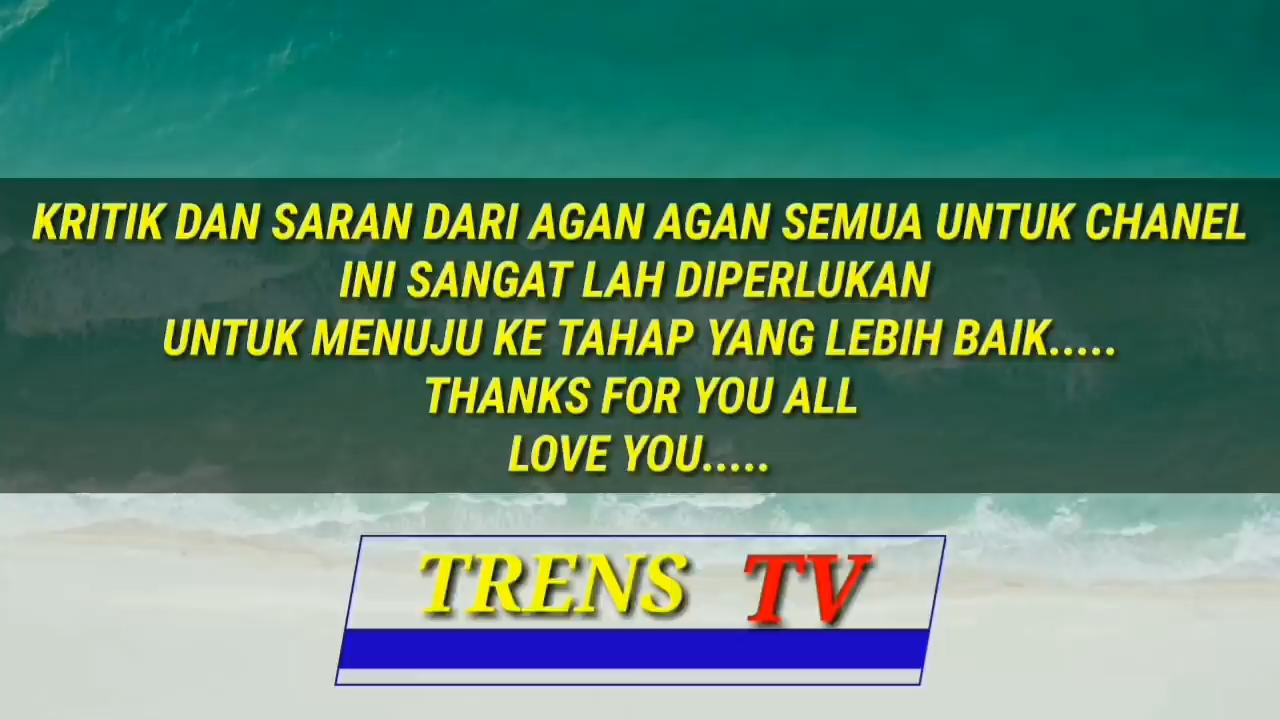 KRITIK DAN SARAN DARI AGAN AGAN SEMUA UNTUK CHANEL
INI SANGAT LAH DIPERLUKAN
UNTUK MENUJU KE TAHAP YANG LEBIH BAIK.....
THANKS FOR YOU ALL
LOVE YOU.....
TRENS TV